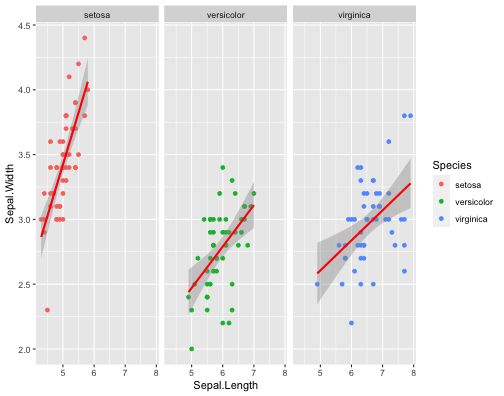 setosa versicolor virginica
4.5
4.0
3.5
3.0
2.5
2.0
Sepal.Width
5 6 7 8 5 6 7 8 5 6 7 8
Sepal.Length
Species
setosa
versicolor
virginica